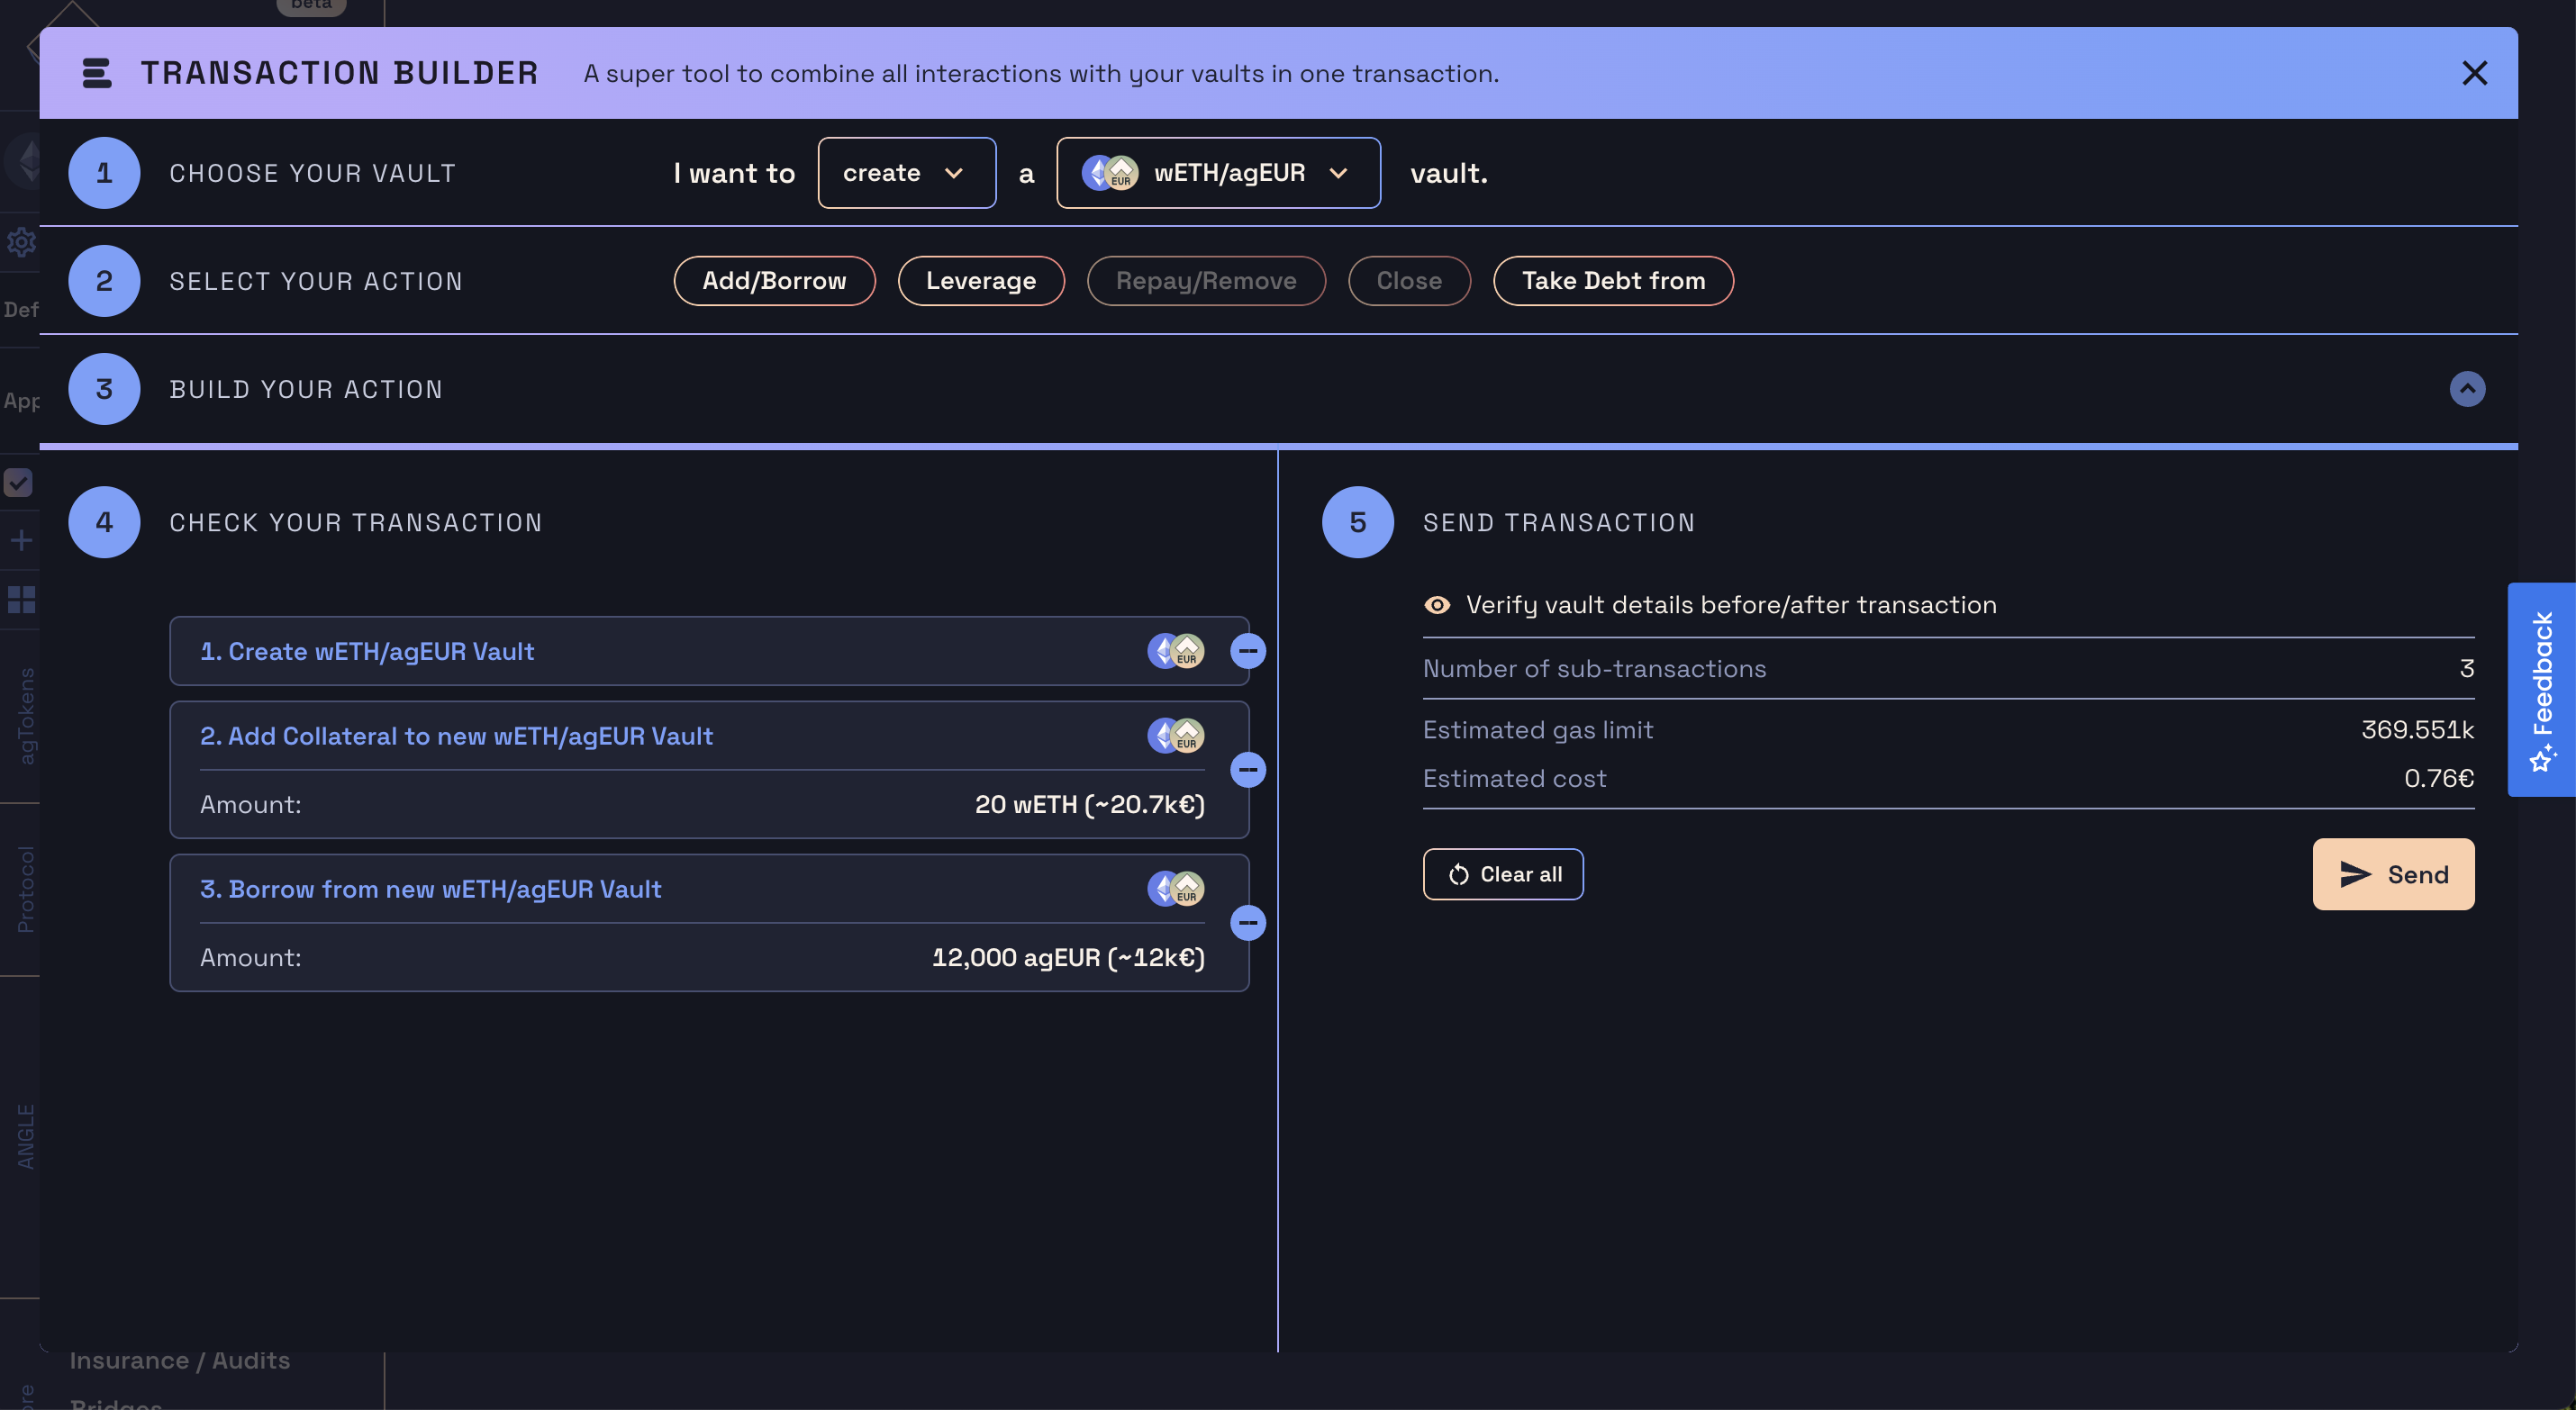 beta
TRANSACTION BUILDER A super tool to combine all interactions with your vaults in one transaction.
1 CHOOSE YOUR VAULT I want to create a EUR wETH/agEUR vault.
2 SELECT YOUR ACTION Add/Borrow Leverage Repay/Remove Close Take Debt from
Def
3 BUILD YOUR ACTION
App
4 CHECK YOUR TRANSACTION
1. Create wETH/agEUR Vault EUR
2. Add Collateral to new wETH/agEUR Vault EUR
Amount: 20 wETH (~20.7k€)
3. Borrow from new wETH/agEUR Vault EUR
Amount: 12,000 agEUR (~12k€)
5 SEND TRANSACTION
Verify vault details before/after transaction
Number of sub-transactions 3
Estimated gas limit 369.551k
Estimated cost 0.76€
Clear all Send
Feedback
agTokens
Protocol
ANGLE
Insurance / Audits
Bridges